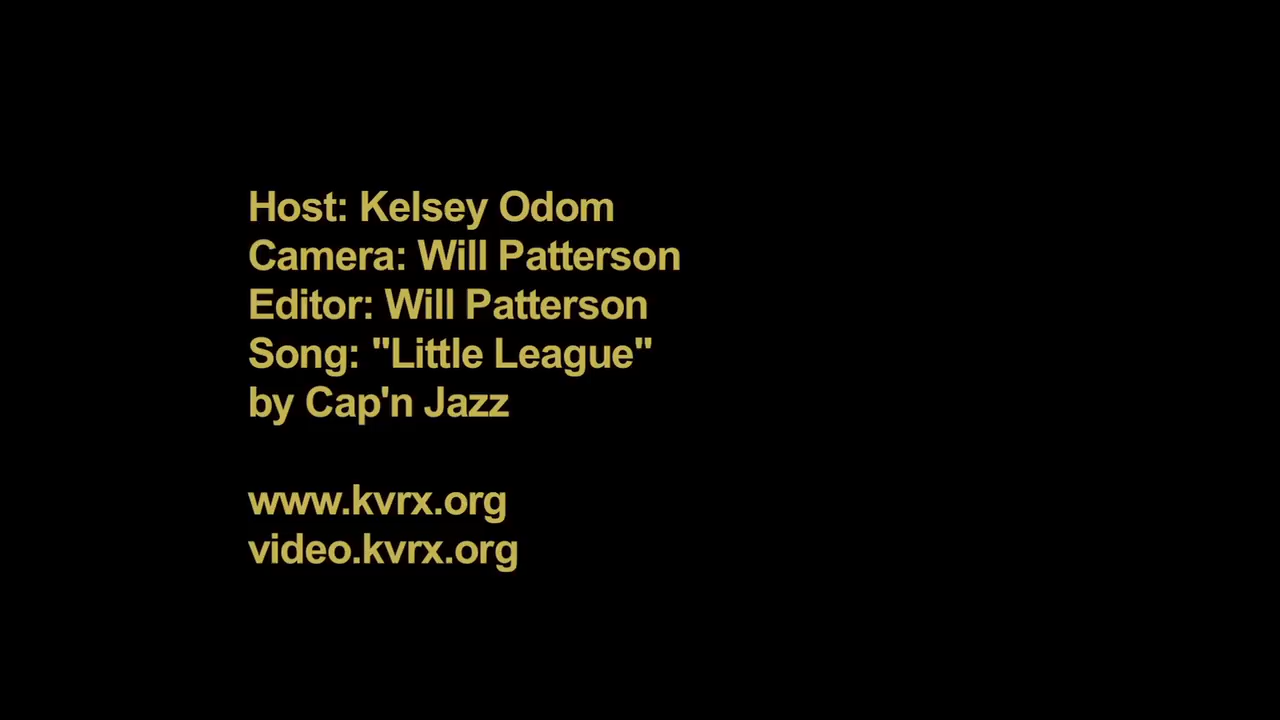 Host: Kelsey Odom
Camera: Will Patterson
Editor: Will Patterson
Song: "Little League"
by Cap'n Jazz
www.kvrx.org
video.kvrx.org